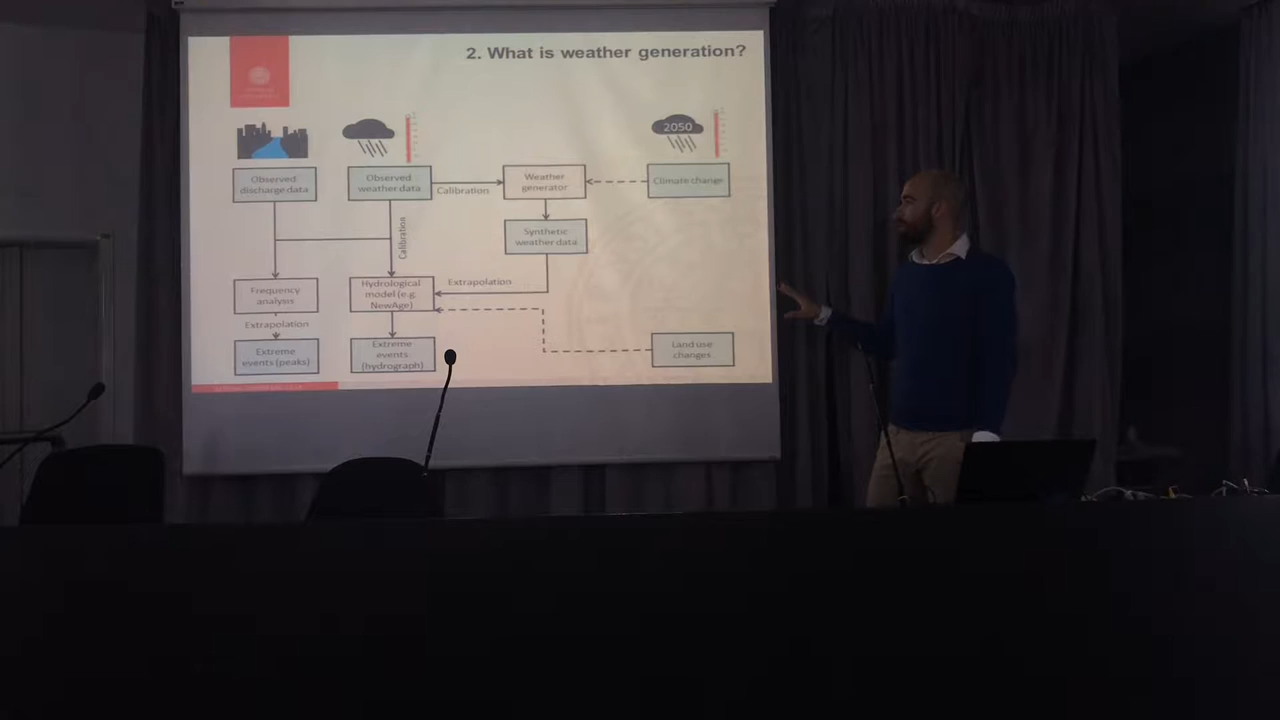 2. What is weather generation?
2050
Observed
discharge data
Observed
weather data
Calibration
Weather
generator
Climate change
Calibration
Synthetic
weather data
Frequency
analysis
Hydrological
model (e.g.
NewAge)
Extrapolation
Extrapolation
Extreme
events (peaks)
Extreme
events
(hydrograph)
Land use
changes